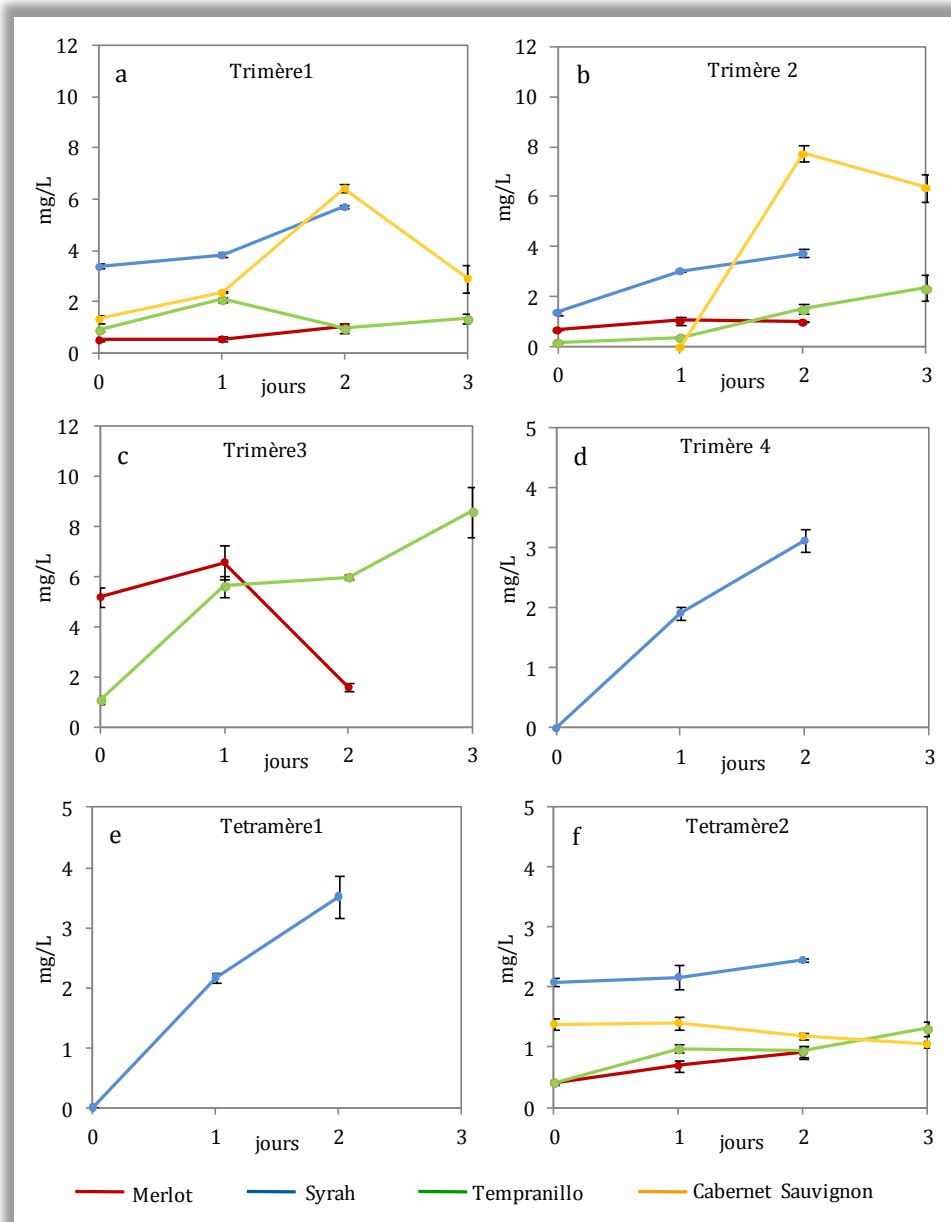 a
Trimère1
12
10
8
6
4
2
0
mg/L
0 1 2 3
jours
b
Trimère 2
12
10
8
6
4
2
0
mg/L
0 1 2 3
jours
c
Trimère3
12
10
8
6
4
2
0
mg/L
0 1 2 3
jours
d
Trimère 4
5
4
3
2
1
0
mg/L
0 1 2 3
jours
e
Tetramère1
5
4
3
2
1
0
mg/L
0 1 2 3
jours
f
Tetramère2
5
4
3
2
1
0
mg/L
0 1 2 3
jours
Merlot Syrah Tempranillo Cabernet Sauvignon